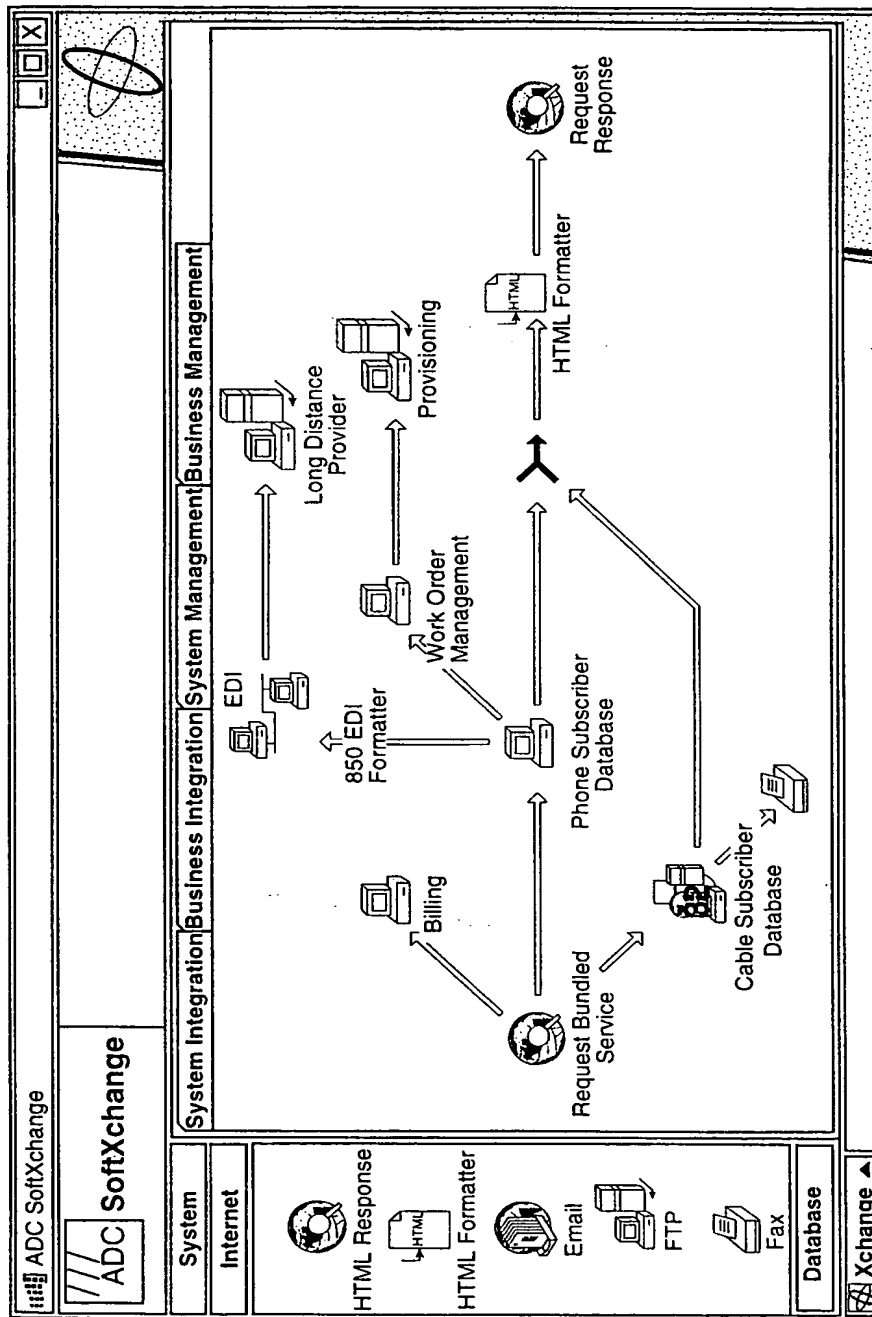 ADC SoftXchange
ADC SoftXchange
System
Internet
HTML Response
HTML
HTML Formatter
Email
FTP
Fax
Database
Xchange
System Integration
Business Integration
System Management
Business Management
EDI
Long Distance
Provider
850 EDI
Formatter
Billing
Work Order
Management
Provisioning
Request Bundled
Service
Phone Subscriber
Database
HTML
HTML Formatter
Request
Response
Cable Subscriber
Database